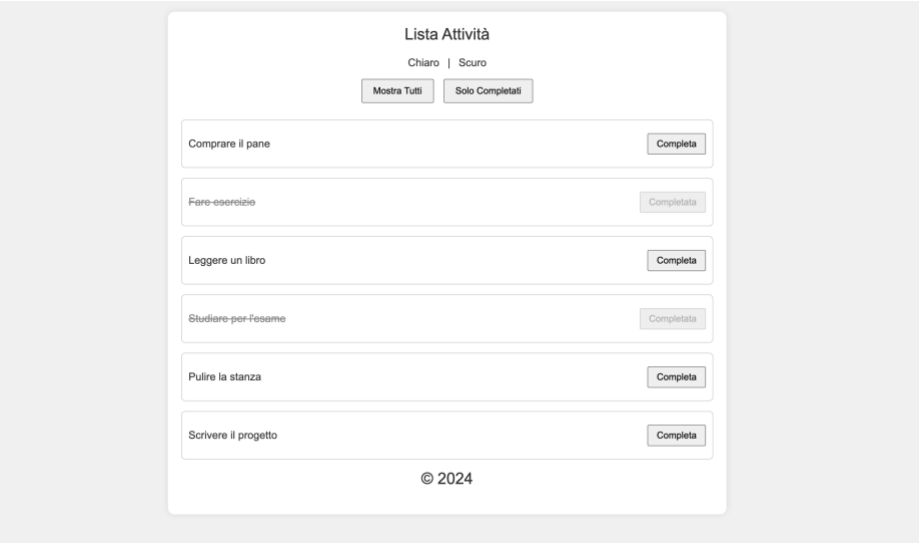 Lista Attività
Chiaro | Scuro
Mostra Tutti Solo Completati
Comprare il pane Completa
Fare esercizio Completata
Leggere un libro Completa
Studiare per l'esame Completata
Pulire la stanza Completa
Scrivere il progetto Completa
© 2024